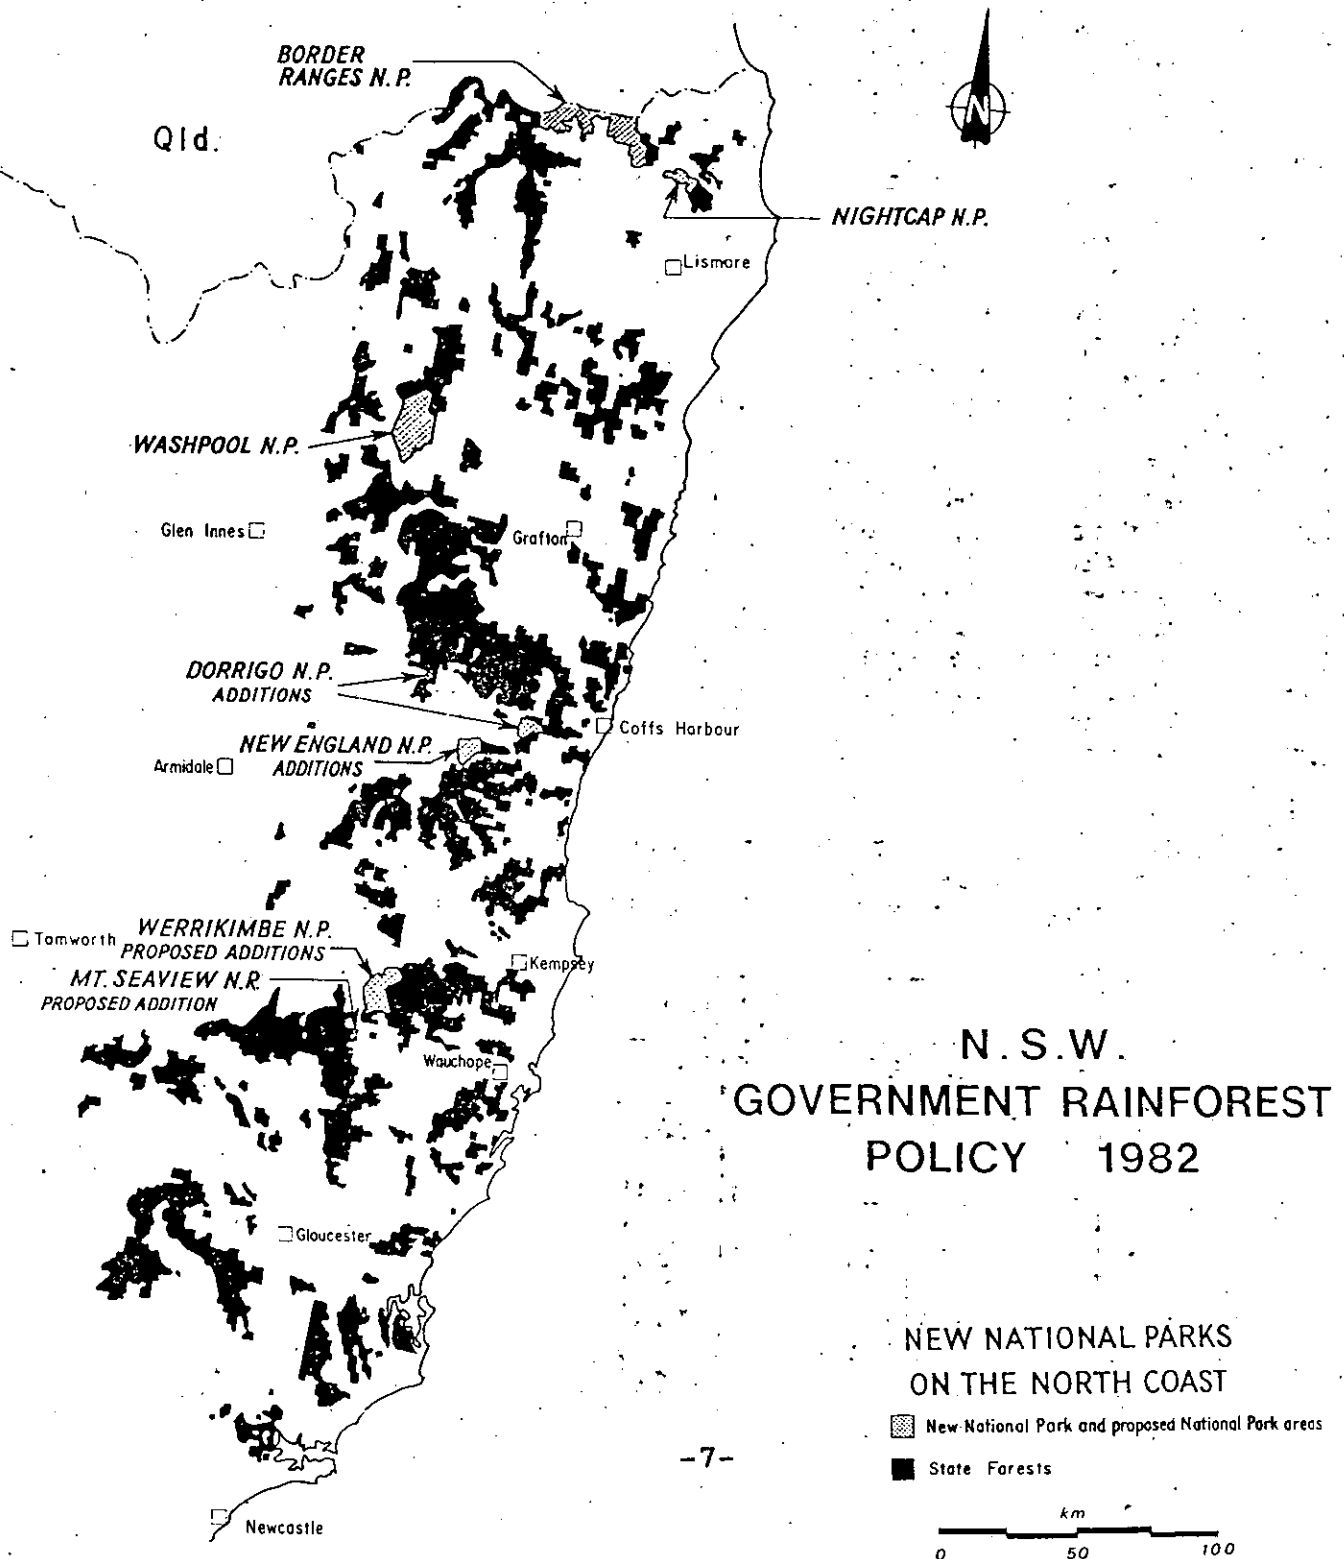 BORDER
RANGES N.P.
Qld.
N
NIGHTCAP N.P.
Lismore
WASHPOOL N.P.
Glen Innes
Grafton
DORRIGO N.P.
ADDITIONS
Coffs Harbour
NEW ENGLAND N.P.
ADDITIONS
Armidale
WERRIKIMBE N.P.
PROPOSED ADDITIONS
Tamworth
MT. SEAVIEW N.R.
PROPOSED ADDITION
Kempsey
Wauchope
N.S.W.
GOVERNMENT RAINFOREST
POLICY 1982
Gloucester
NEW NATIONAL PARKS
ON THE NORTH COAST
New National Park and proposed National Park areas
State Forests
-7-
Newcastle
km
0 50 100